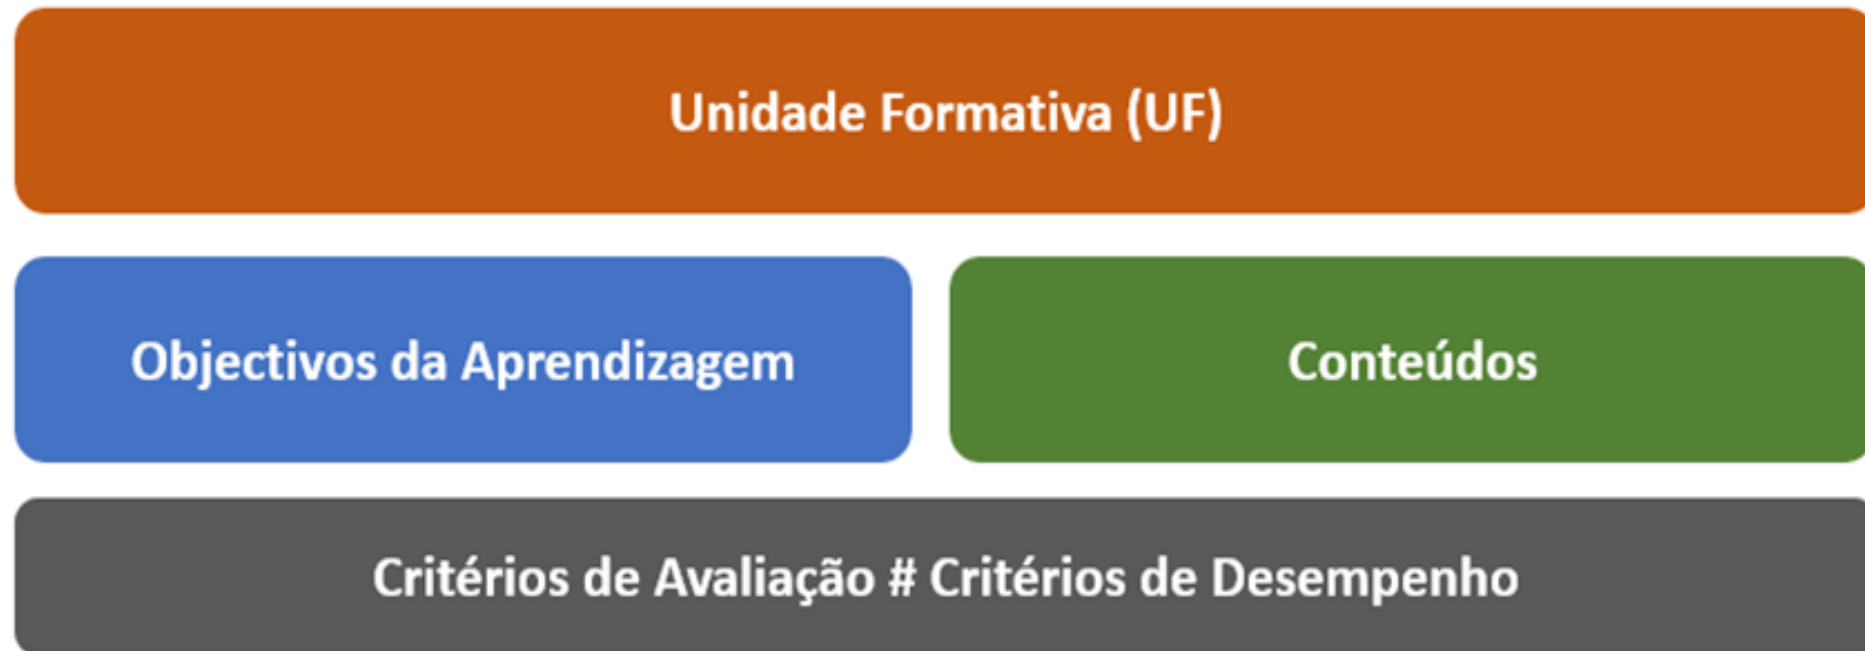 Unidade Formativa (UF)
Objectivos da Aprendizagem
Conteúdos
Critérios de Avaliação # Critérios de Desempenho